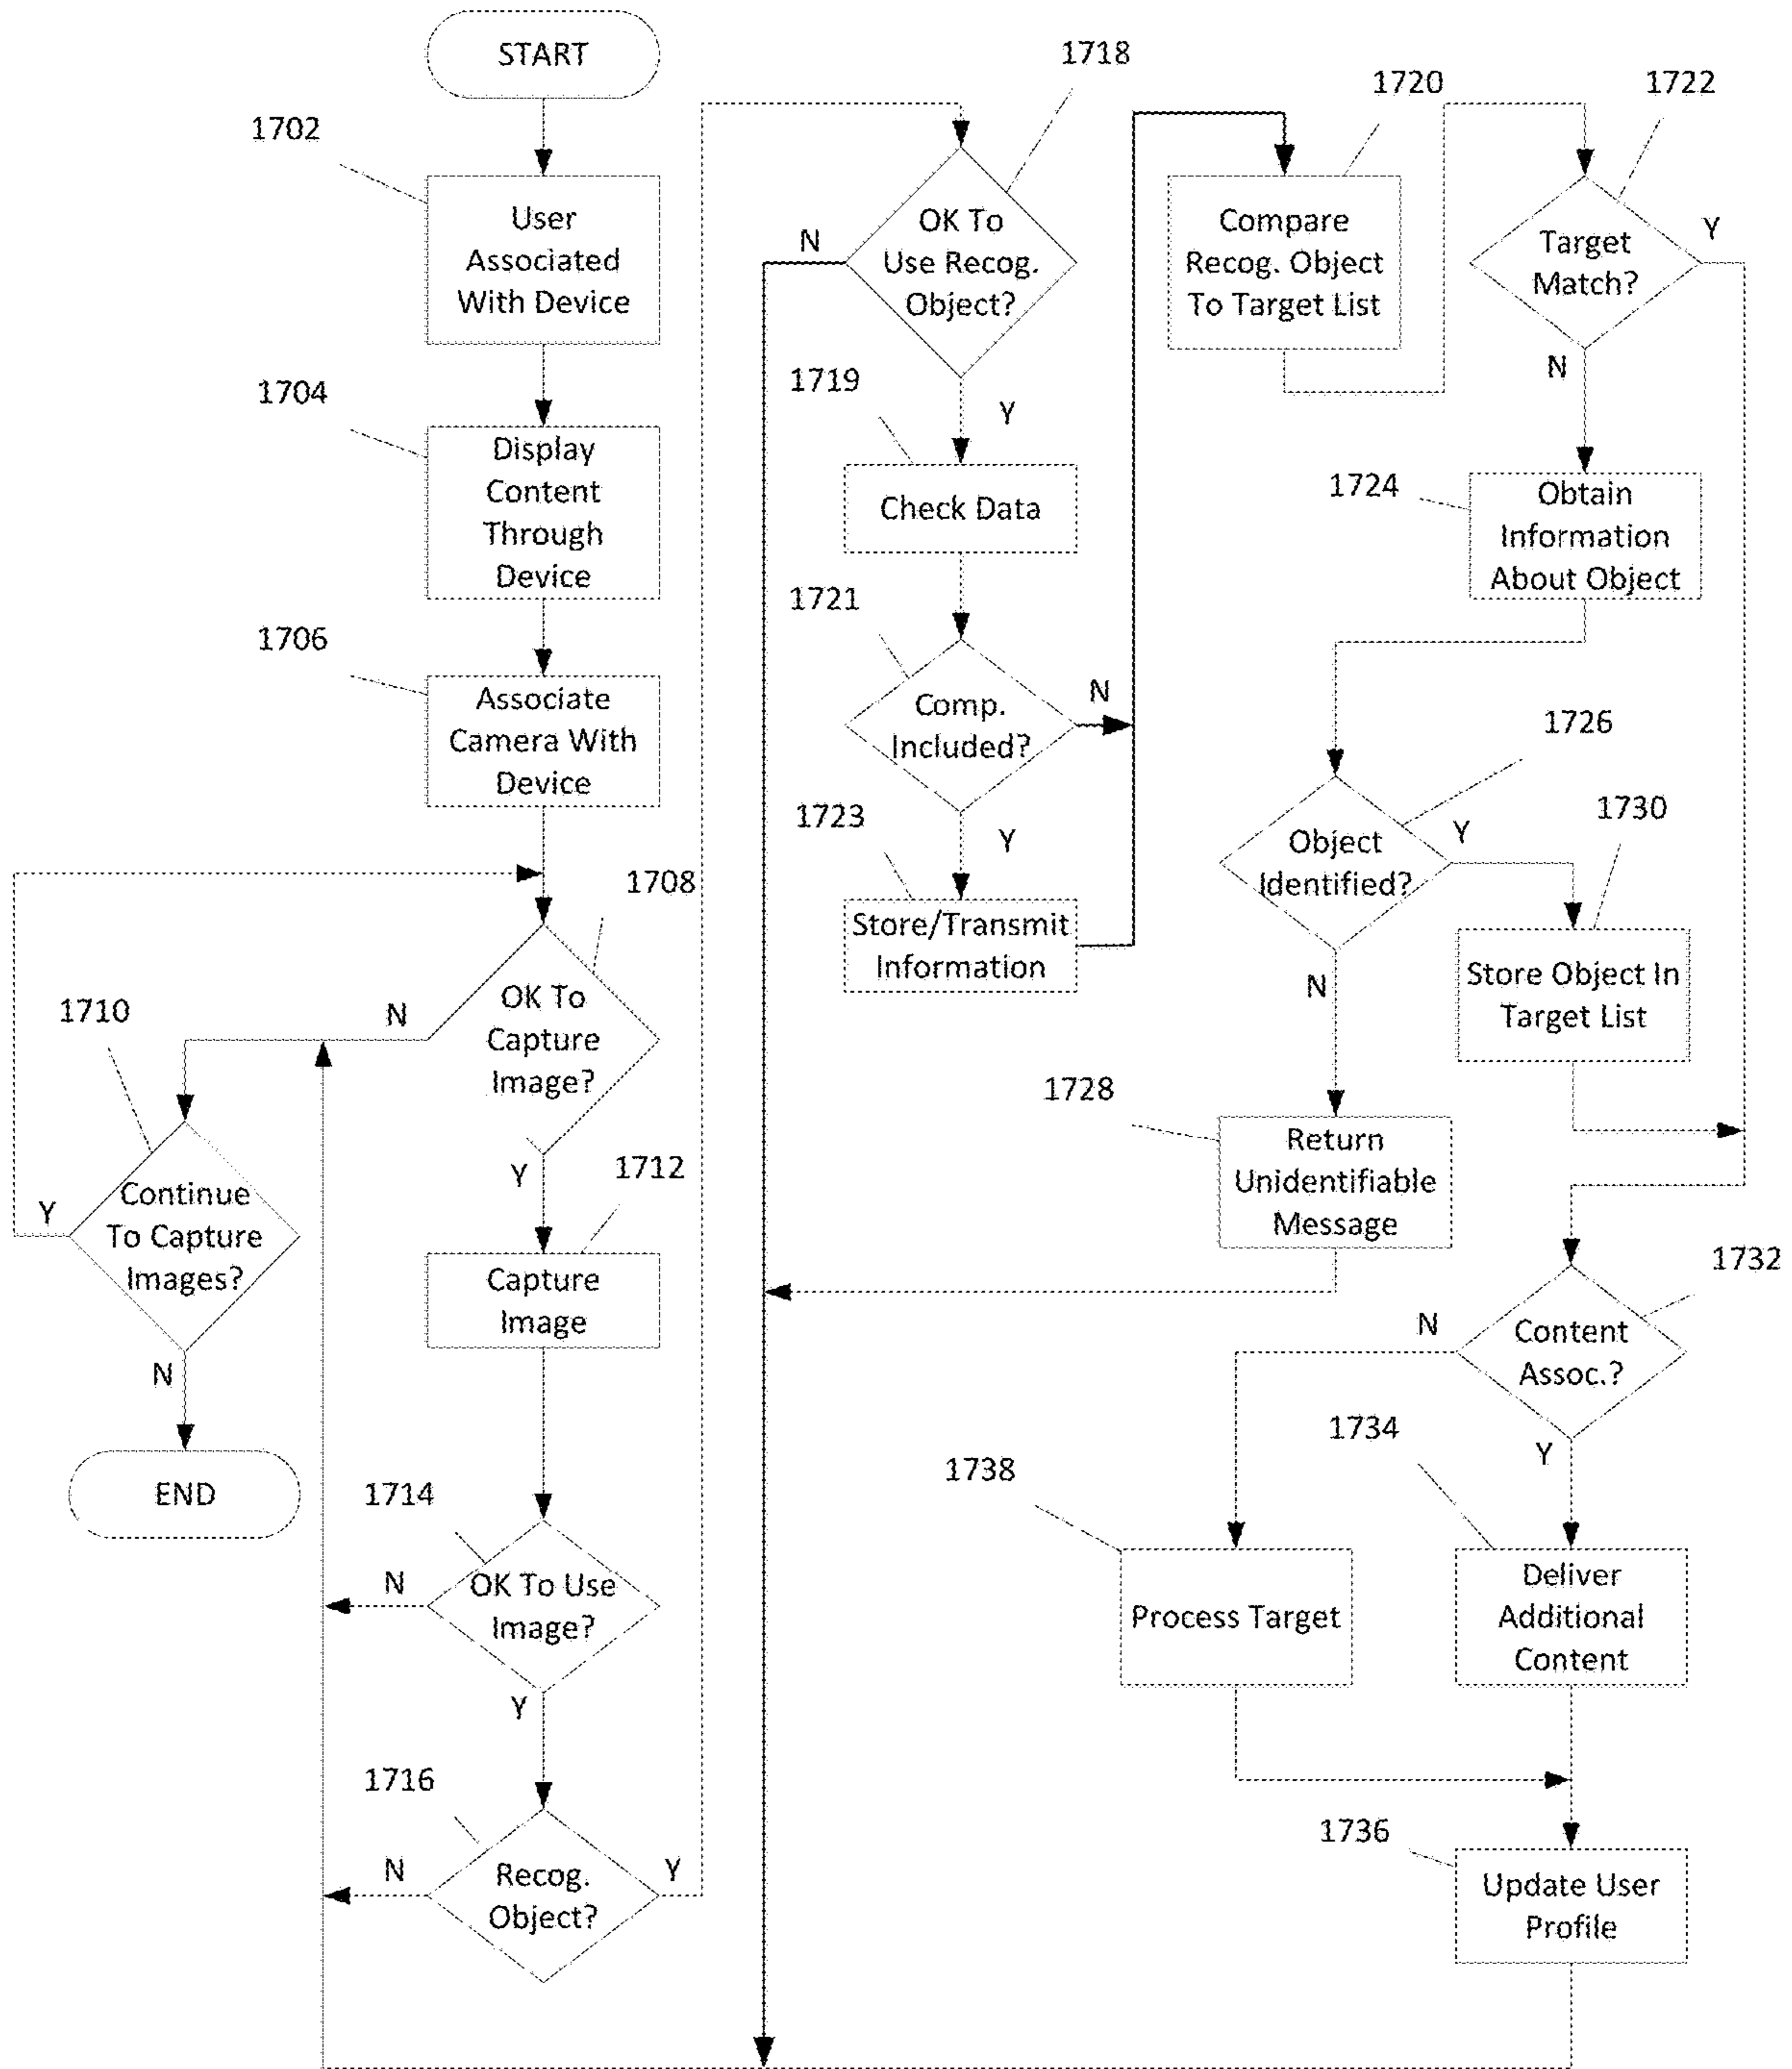 START
1702
User
Associated
With Device
1704
Display
Content
Through
Device
1706
Associate
Camera With
Device
1708
OK To
Capture
Image?
N
Y
1710
Continue
To Capture
Images?
Y
N
END
1712
Capture
Image
1714
OK To Use
Image?
N
Y
1716
Recog.
Object?
N
Y
1718
OK To
Use Recog.
Object?
N
Y
1719
Check Data
1721
Comp.
Included?
N
Y
1723
Store/Transmit
Information
1720
Compare
Recog. Object
To Target List
1722
Target
Match?
Y
N
1724
Obtain
Information
About Object
1726
Object
Identified?
Y
N
1730
Store Object In
Target List
1728
Return
Unidentifiable
Message
1732
Content
Assoc.?
N
Y
1734
Deliver
Additional
Content
1738
Process Target
1736
Update User
Profile